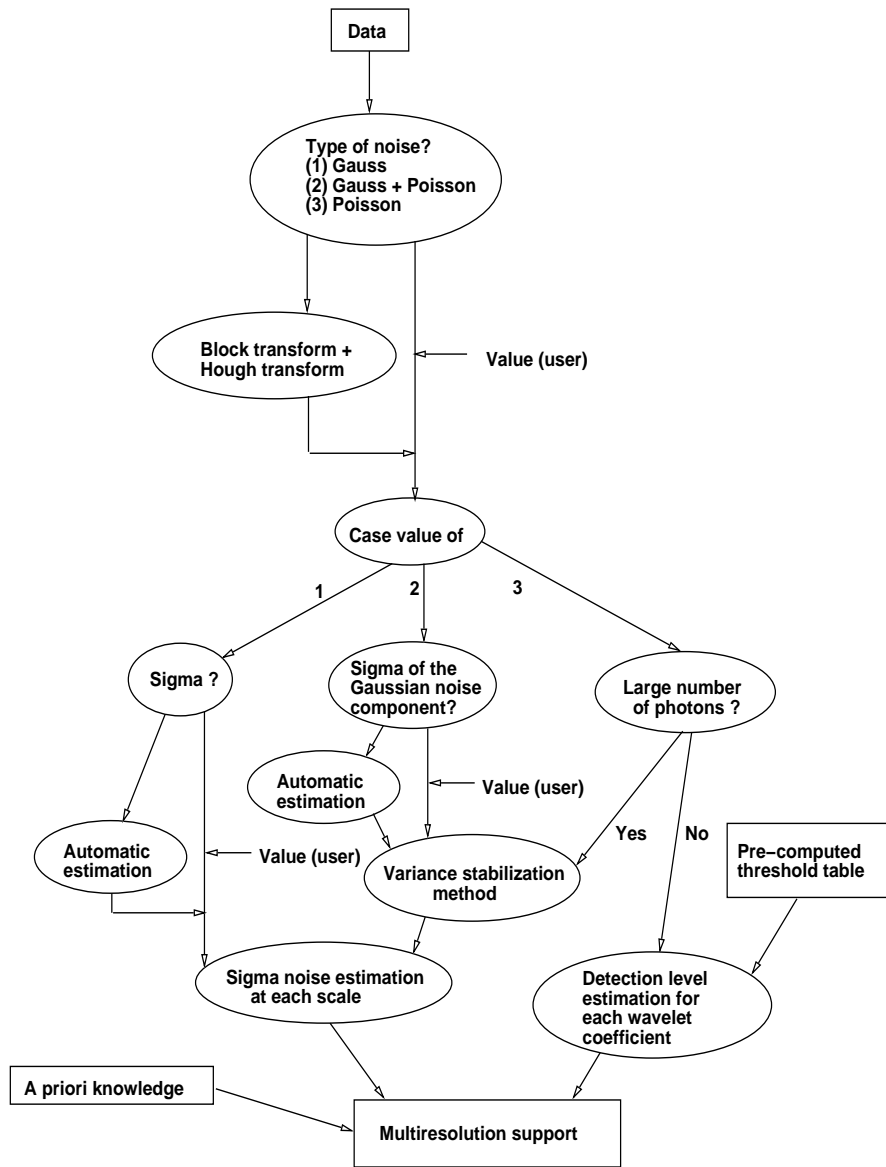 Data
Type of noise?
(1) Gauss
(2) Gauss + Poisson
(3) Poisson
Block transform +
Hough transform
Value (user)
Case value of
1
2
3
Sigma ?
Sigma of the
Gaussian noise
component?
Large number
of photons ?
Automatic
estimation
Value (user)
Yes
No
Automatic
estimation
Value (user)
Variance stabilization
method
Pre−computed
threshold table
Sigma noise estimation
at each scale
Detection level
estimation for
each wavelet
coefficient
A priori knowledge
Multiresolution support